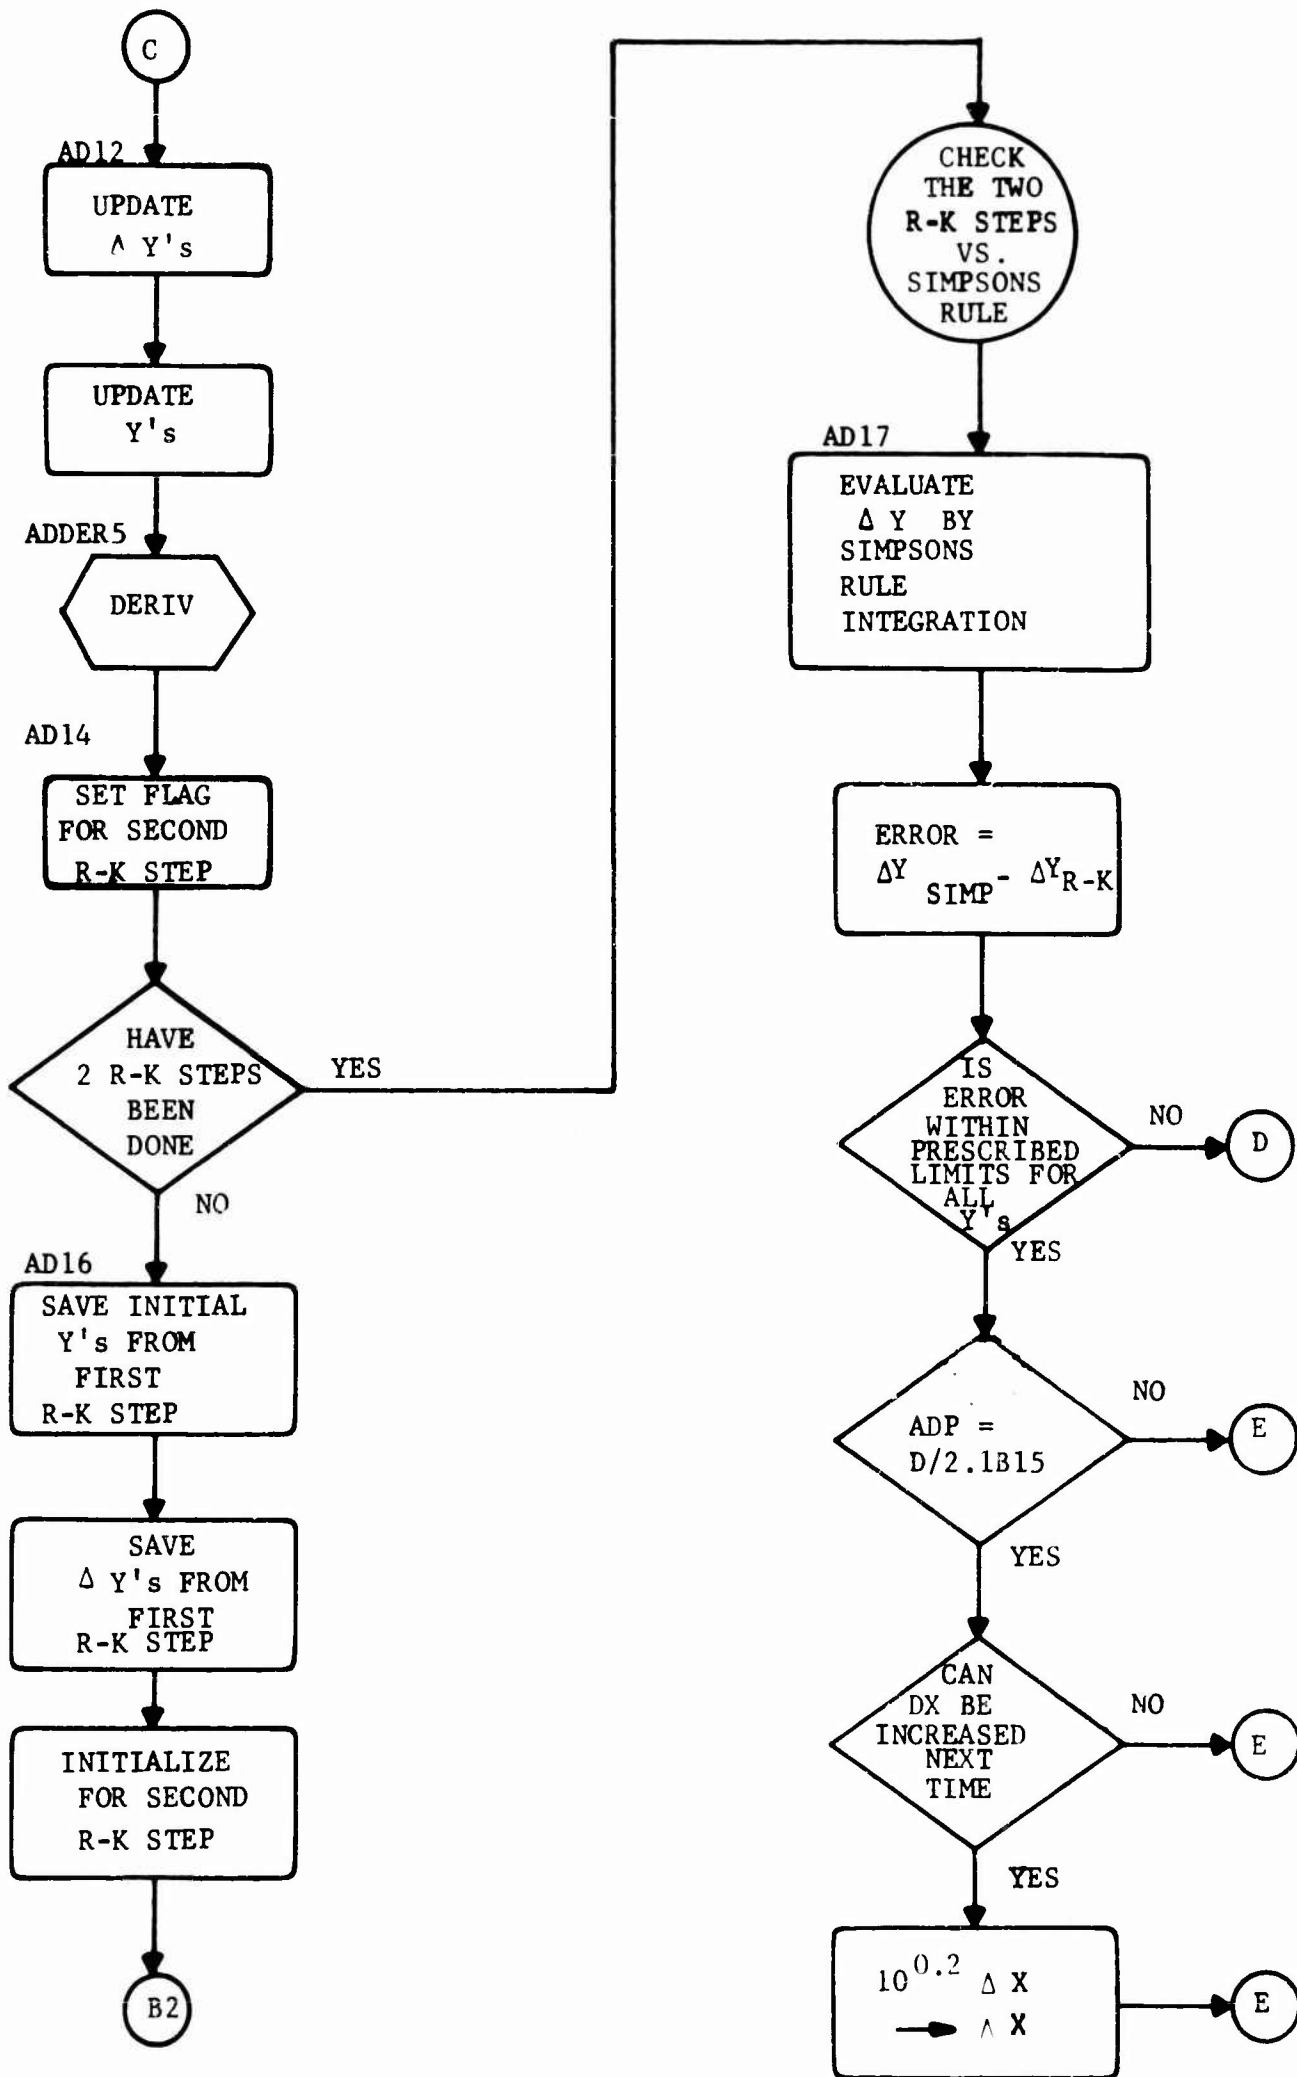 C
AD12
UPDATE
Δ Y's
UPDATE
Y's
ADDER5
DERIV
AD14
SET FLAG
FOR SECOND
R-K STEP
HAVE
2 R-K STEPS
BEEN
DONE
YES
NO
AD16
SAVE INITIAL
Y's FROM
FIRST
R-K STEP
SAVE
Δ Y's FROM
FIRST
R-K STEP
INITIALIZE
FOR SECOND
R-K STEP
B2
CHECK
THE TWO
R-K STEPS
VS.
SIMPSONS
RULE
AD17
EVALUATE
Δ Y BY
SIMPSONS
RULE
INTEGRATION
ERROR =
ΔY SIMP - ΔY R-K
IS
ERROR
WITHIN
PRESCRIBED
LIMITS FOR
ALL
Y's
NO
D
YES
ADP =
D/2.1B15
NO
E
YES
CAN
DX BE
INCREASED
NEXT
TIME
NO
E
YES
10^0.2 Δ X
→ Δ X
E